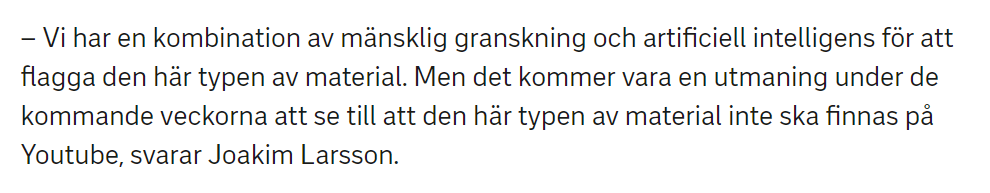 – Vi har en kombination av mänsklig granskning och artificiell intelligens för att
flagga den här typen av material. Men det kommer vara en utmaning under de
kommande veckorna att se till att den här typen av material inte ska finnas på
Youtube, svarar Joakim Larsson.